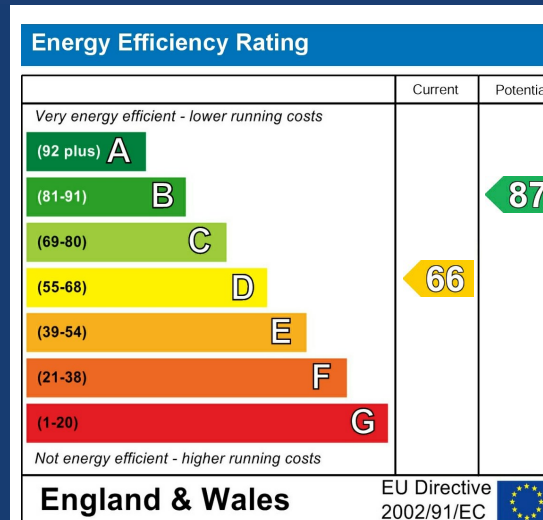 Energy Efficiency Rating
Current Potentia
Very energy efficient - lower running costs
(92 plus) A
(81-91) B
87
(69-80) C
(55-68) D
66
(39-54) E
(21-38) F
(1-20) G
Not energy efficient - higher running costs
England & Wales
EU Directive
2002/91/EC